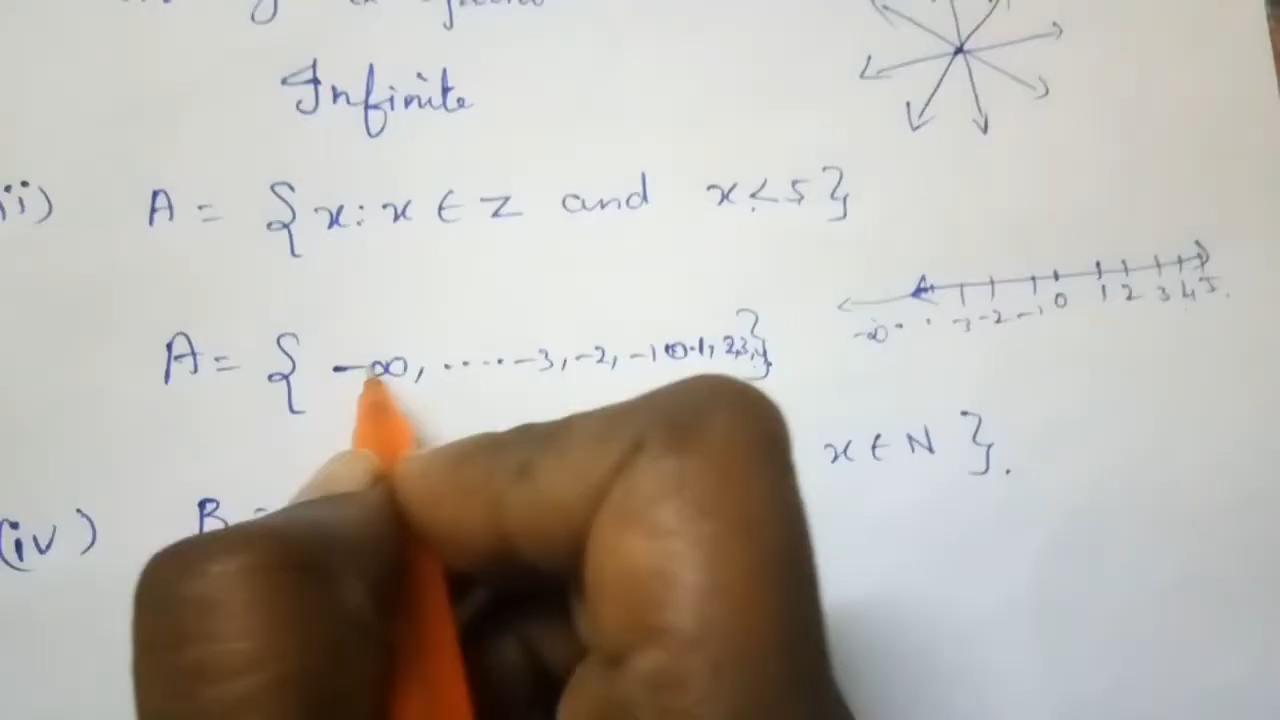 Infinite
ii) A = { x : x ∈ Z and x < 5 }
-∞ . . -3 -2 -1 0 1 2 3 4 5
A = { -∞, .....-3, -2, -1, 0, 1, 2, 3, 4 }
x ∈ N }.
(iv) B =